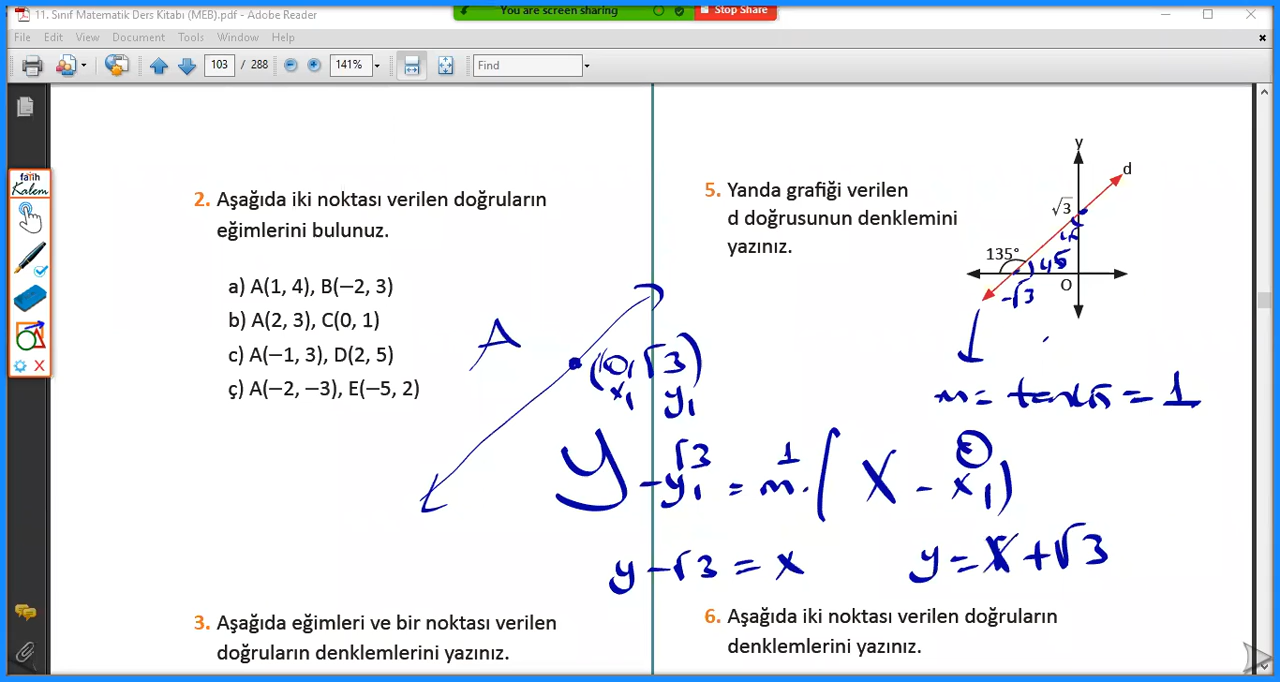 11. Sınıf Matematik Ders Kitabı (MEB).pdf - Adobe Reader
You are screen sharing
Stop Share
File Edit View Document Tools Window Help
103 / 288 141% Find
fatih
Kalem
2. Aşağıda iki noktası verilen doğruların
eğimlerini bulunuz.
a) A(1, 4), B(−2, 3)
b) A(2, 3), C(0, 1)
c) A(−1, 3), D(2, 5)
ç) A(−2, −3), E(−5, 2)
A
(0, √3)
x1 y1
3. Aşağıda eğimleri ve bir noktası verilen
doğruların denklemlerini yazınız.
5. Yanda grafiği verilen
d doğrusunun denklemini
yazınız.
y
d
√3
135°
45
O
-√3
m = tan45 = 1
√3 1 0
y - y1 = m . ( x - x1 )
y - √3 = x
y = x + √3
6. Aşağıda iki noktası verilen doğruların
denklemlerini yazınız.